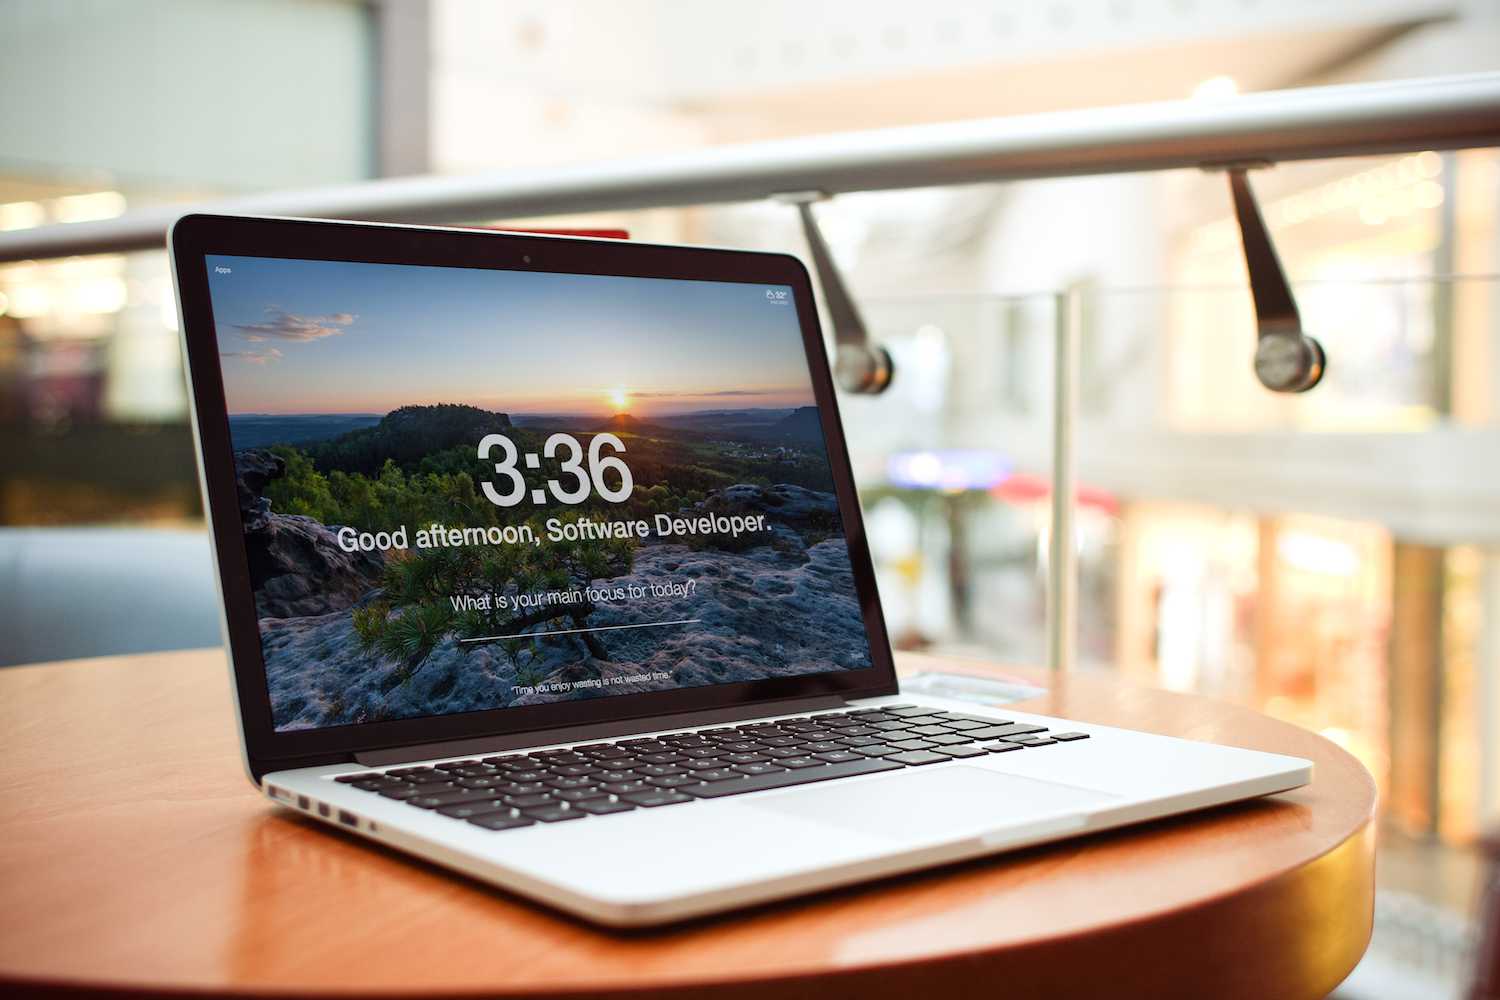 Apps
32°
3:36
Good afternoon, Software Developer.
What is your main focus for today?
"Time you enjoy wasting is not wasted time."
Todo